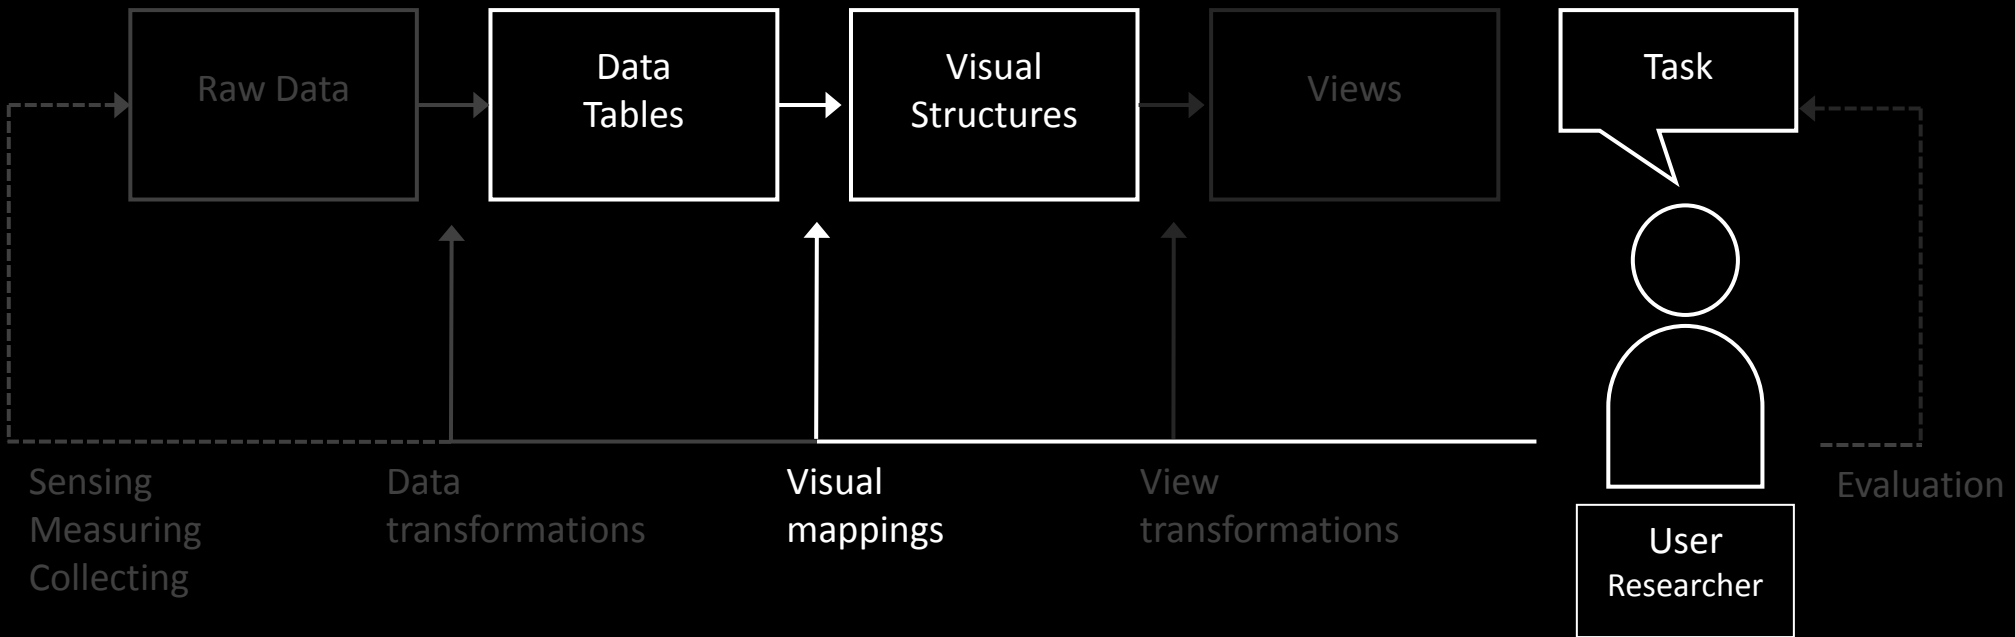 Raw Data
Data
Tables
Visual
Structures
Views
Task
Sensing
Measuring
Collecting
Data
transformations
Visual
mappings
View
transformations
User
Researcher
Evaluation